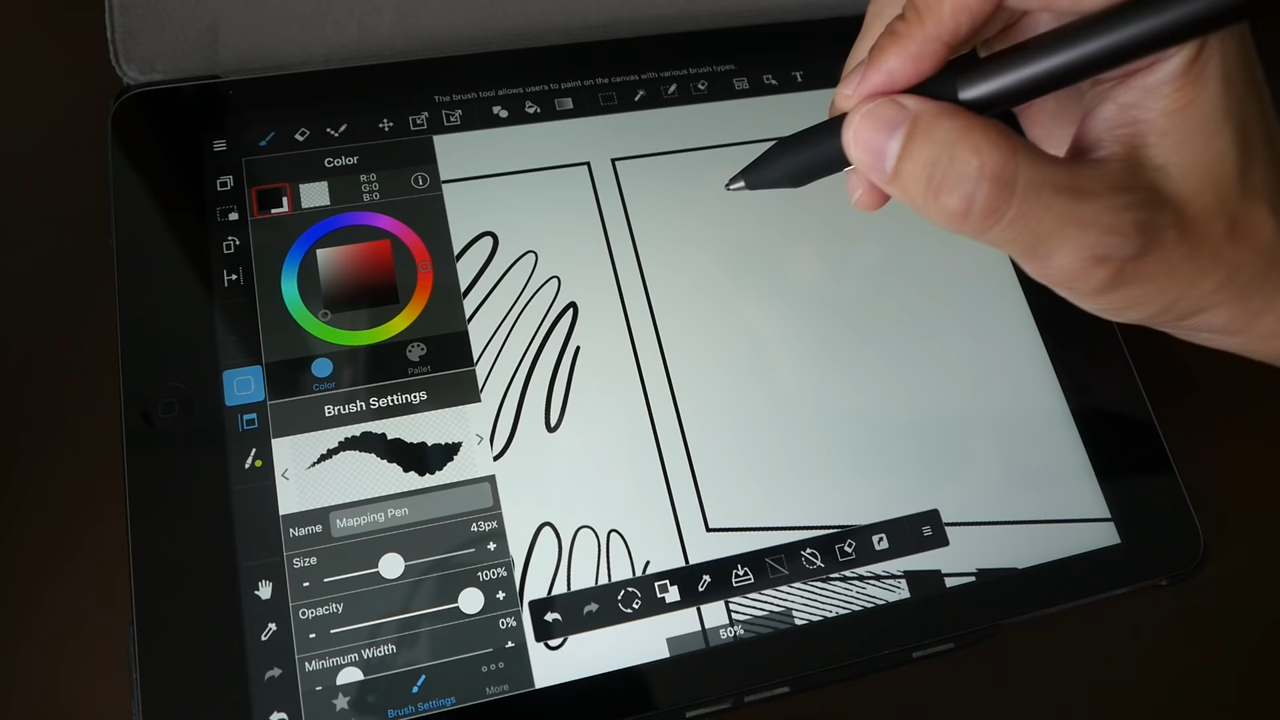 The brush tool allows users to paint on the canvas with various brush types.
T
Color
R:0
G:0
B:0
Color
Pallet
Brush Settings
Name
Mapping Pen
43px
Size
100%
Opacity
0%
Minimum Width
50%
Brush Settings
More